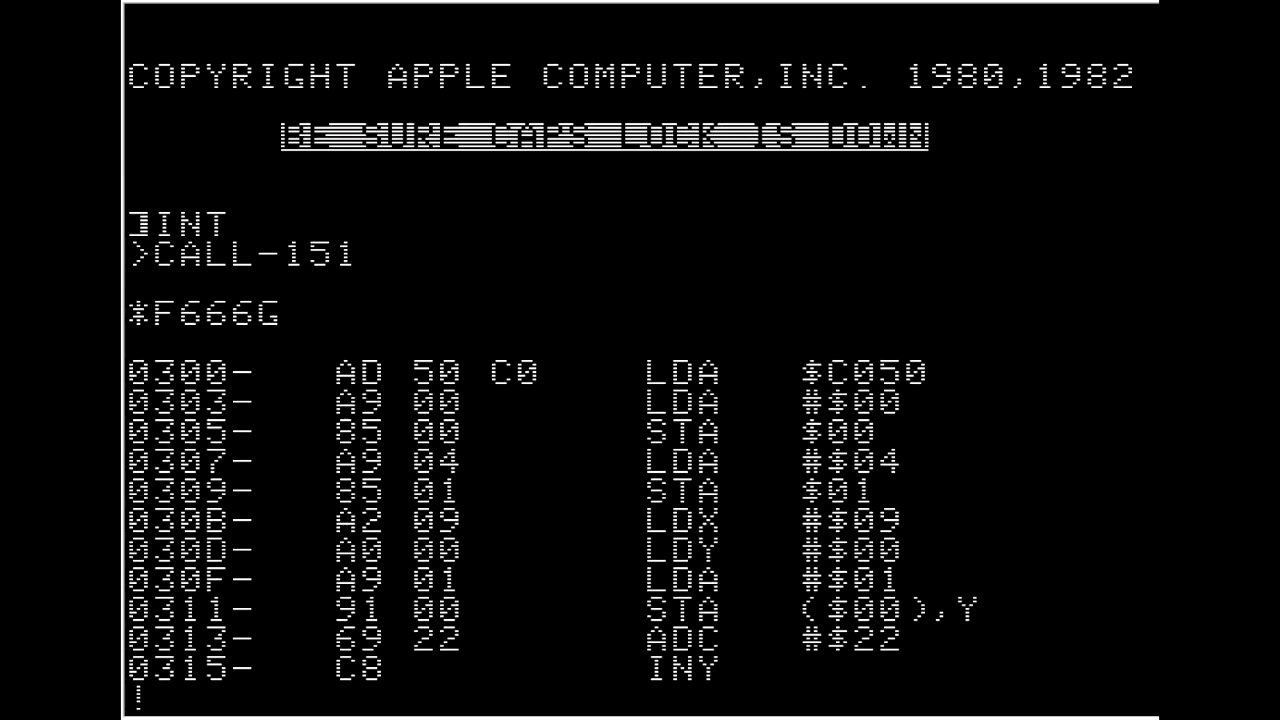 COPYRIGHT APPLE COMPUTER,INC. 1980,1982
BE SURE CAPS LOCK IS DOWN
]INT
>CALL-151
*F666G
0300-   AD 50 C0    LDA   $C050
0303-   A9 00       LDA   #$00
0305-   85 00       STA   $00
0307-   A9 04       LDA   #$04
0309-   85 01       STA   $01
030B-   A2 09       LDX   #$09
030D-   A0 00       LDY   #$00
030F-   A9 01       LDA   #$01
0311-   91 00       STA   ($00),Y
0313-   69 22       ADC   #$22
0315-   C8          INY
!